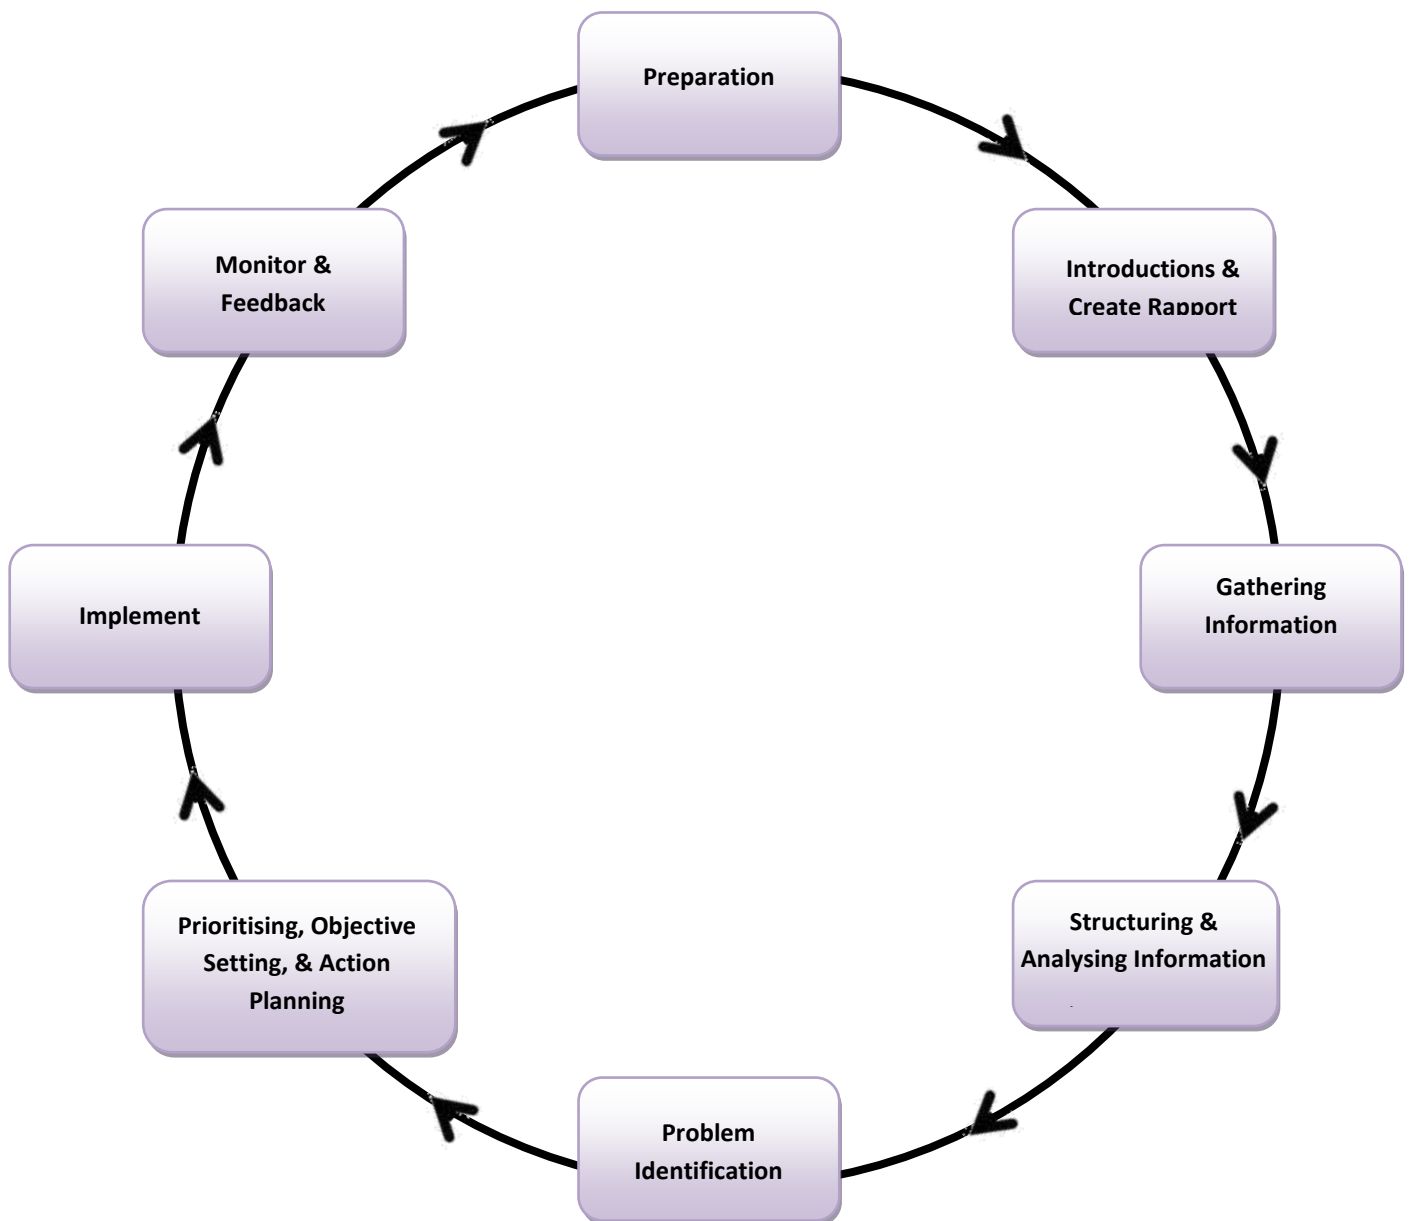 Preparation
Introductions &
Create Rapport
Gathering
Information
Structuring &
Analysing Information
Problem
Identification
Prioritising, Objective
Setting, & Action
Planning
Implement
Monitor &
Feedback